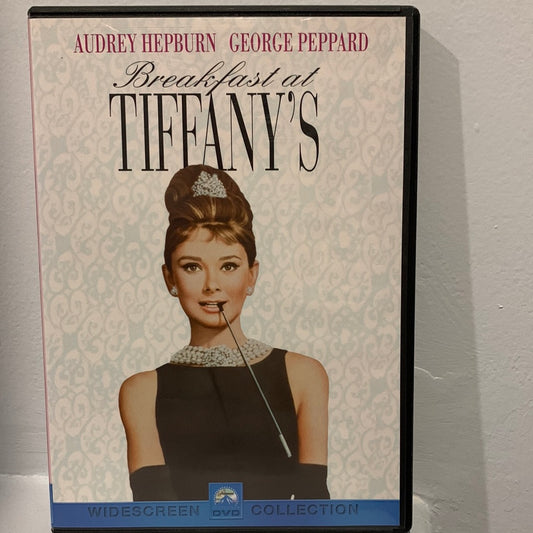 AUDREY HEPBURN GEORGE PEPPARD
Breakfast at
TIFFANY'S
WIDESCREEN DVD COLLECTION